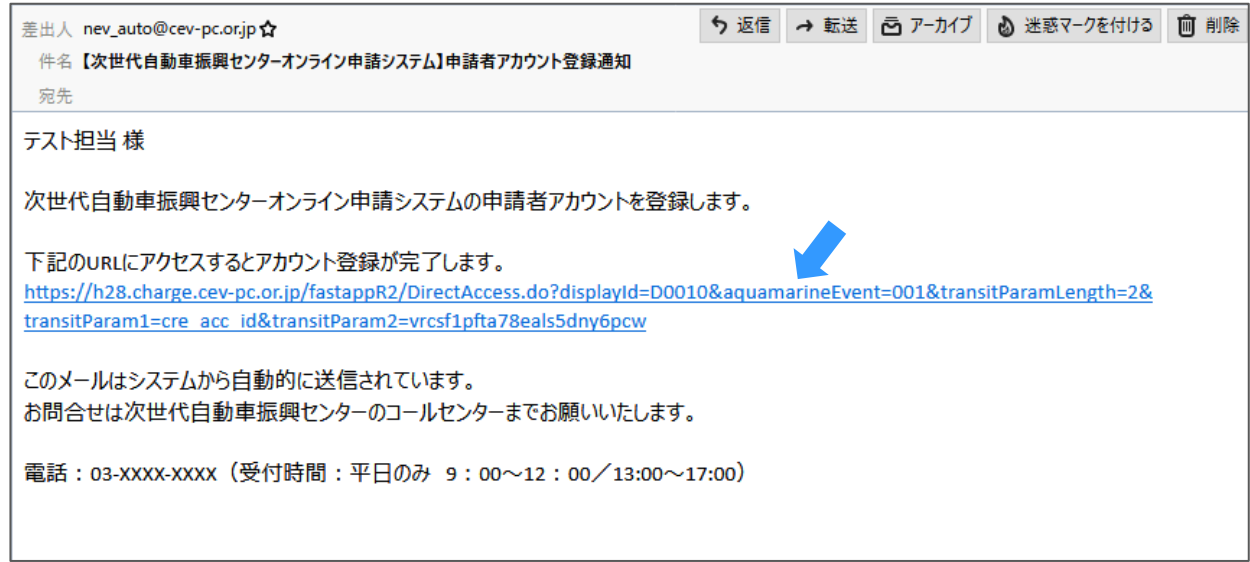 差出人 nev_auto@cev-pc.or.jp 返信 転送 アーカイブ 迷惑マークを付ける 削除
件名【次世代自動車振興センターオンライン申請システム】申請者アカウント登録通知
宛先
テスト担当 様
次世代自動車振興センターオンライン申請システムの申請者アカウントを登録します。
下記のURLにアクセスするとアカウント登録が完了します。
https://h28.charge.cev-pc.or.jp/fastappR2/DirectAccess.do?displayId=D0010&aquamarineEvent=001&transitParamLength=2&
transitParam1=cre_acc_id&transitParam2=vrcsf1pfta78eals5dny6pcw
このメールはシステムから自動的に送信されています。
お問合せは次世代自動車振興センターのコールセンターまでお願いいたします。
電話：03-XXXX-XXXX（受付時間：平日のみ 9：00～12：00／13:00～17:00）